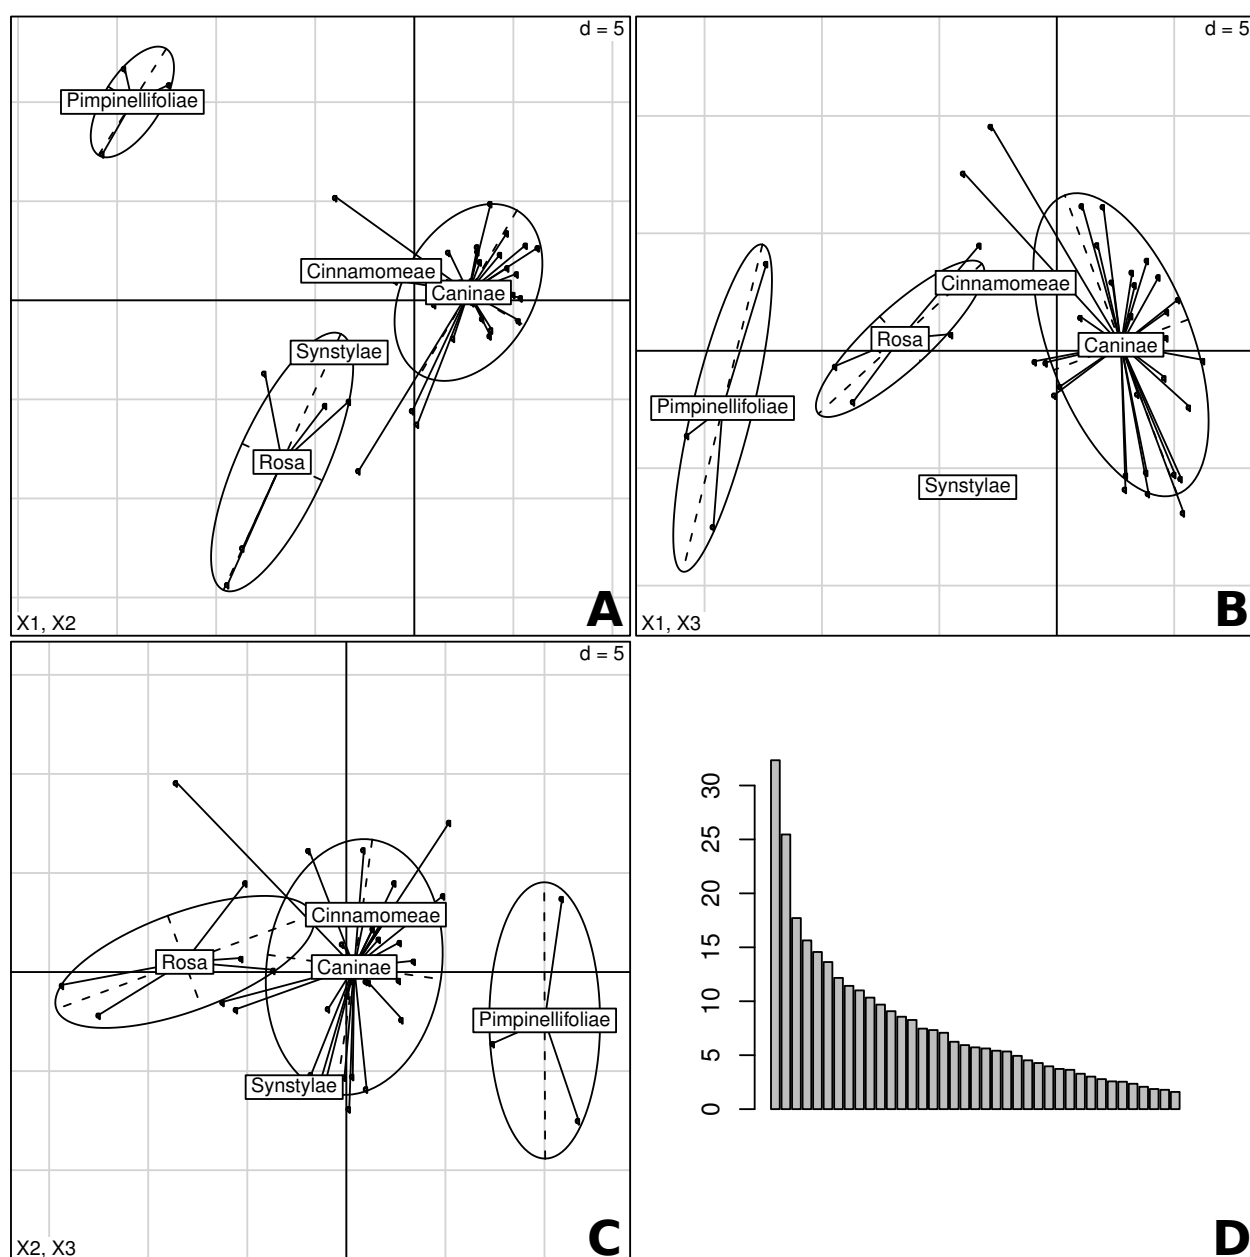 d = 5
Pimpinellifoliae
Cinnamomeae
Caninae
Synstylae
Rosa
X1, X2
A
d = 5
Cinnamomeae
Rosa
Caninae
Pimpinellifoliae
Synstylae
X1, X3
B
d = 5
Cinnamomeae
Rosa
Caninae
Pimpinellifoliae
Synstylae
X2, X3
C
30
25
20
15
10
5
0
D